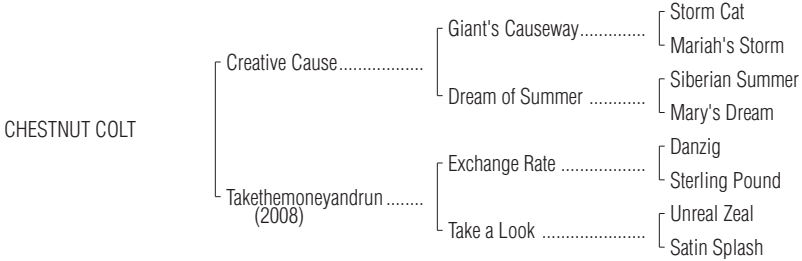 Storm Cat
Giant's Causeway..............
Mariah's Storm
Creative Cause..................
Siberian Summer
Dream of Summer ............
Mary's Dream
CHESTNUT COLT
Danzig
Exchange Rate ..................
Sterling Pound
Takethemoneyandrun ........
(2008)
Unreal Zeal
Take a Look ......................
Satin Splash